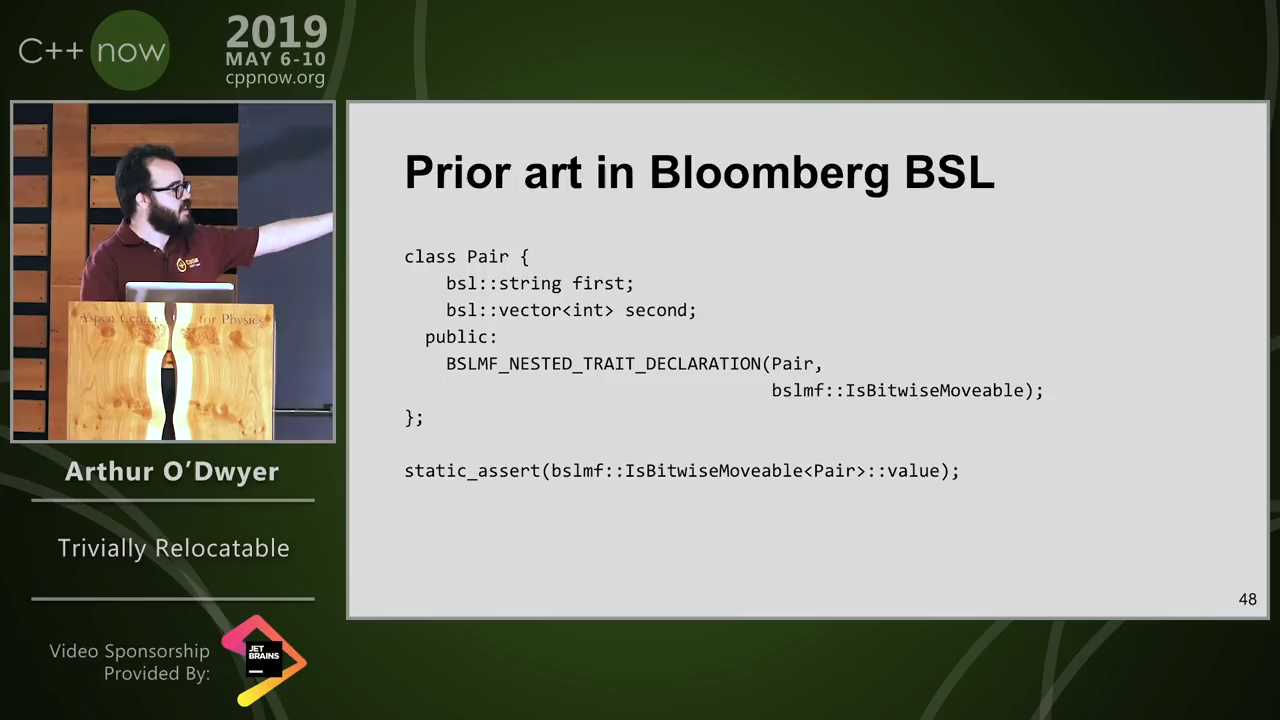 C++ now
2019
MAY 6-10
cppnow.org
Prior art in Bloomberg BSL
class Pair {
    bsl::string first;
    bsl::vector<int> second;
  public:
    BSLMF_NESTED_TRAIT_DECLARATION(Pair,
                                   bslmf::IsBitwiseMoveable);
};
static_assert(bslmf::IsBitwiseMoveable<Pair>::value);
48
Aspen Center for Physics
Arthur O’Dwyer
Trivially Relocatable
Video Sponsorship
Provided By:
JET
BRAINS